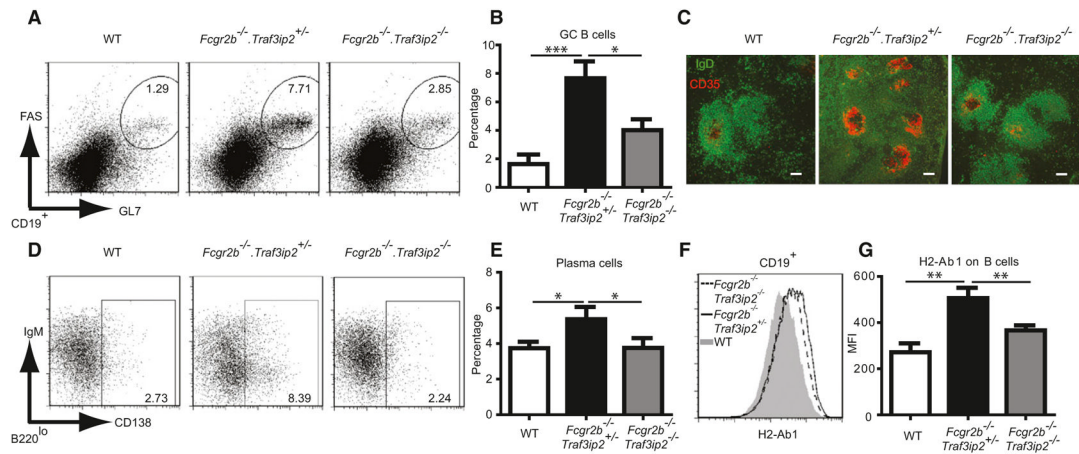 A
WT
Fcgr2b-/-.Traf3ip2+/-
Fcgr2b-/-.Traf3ip2-/-
1.29
7.71
2.85
FAS
CD19+
GL7
B
GC B cells
***
*
Percentage
10
8
6
4
2
0
WT
Fcgr2b-/-
Traf3ip2+/-
Fcgr2b-/-
Traf3ip2-/-
C
WT
Fcgr2b-/-.Traf3ip2+/-
Fcgr2b-/-.Traf3ip2-/-
IgD
CD35
D
WT
Fcgr2b-/-.Traf3ip2+/-
Fcgr2b-/-.Traf3ip2-/-
IgM
2.73
8.39
2.24
B220lo
CD138
E
Plasma cells
*
*
Percentage
8
6
4
2
0
WT
Fcgr2b-/-
Traf3ip2+/-
Fcgr2b-/-
Traf3ip2-/-
F
CD19+
Fcgr2b-/-
Traf3ip2-/-
Fcgr2b-/-
Traf3ip2+/-
WT
H2-Ab1
G
H2-Ab1 on B cells
**
**
MFI
600
400
200
0
WT
Fcgr2b-/-
Traf3ip2+/-
Fcgr2b-/-
Traf3ip2-/-